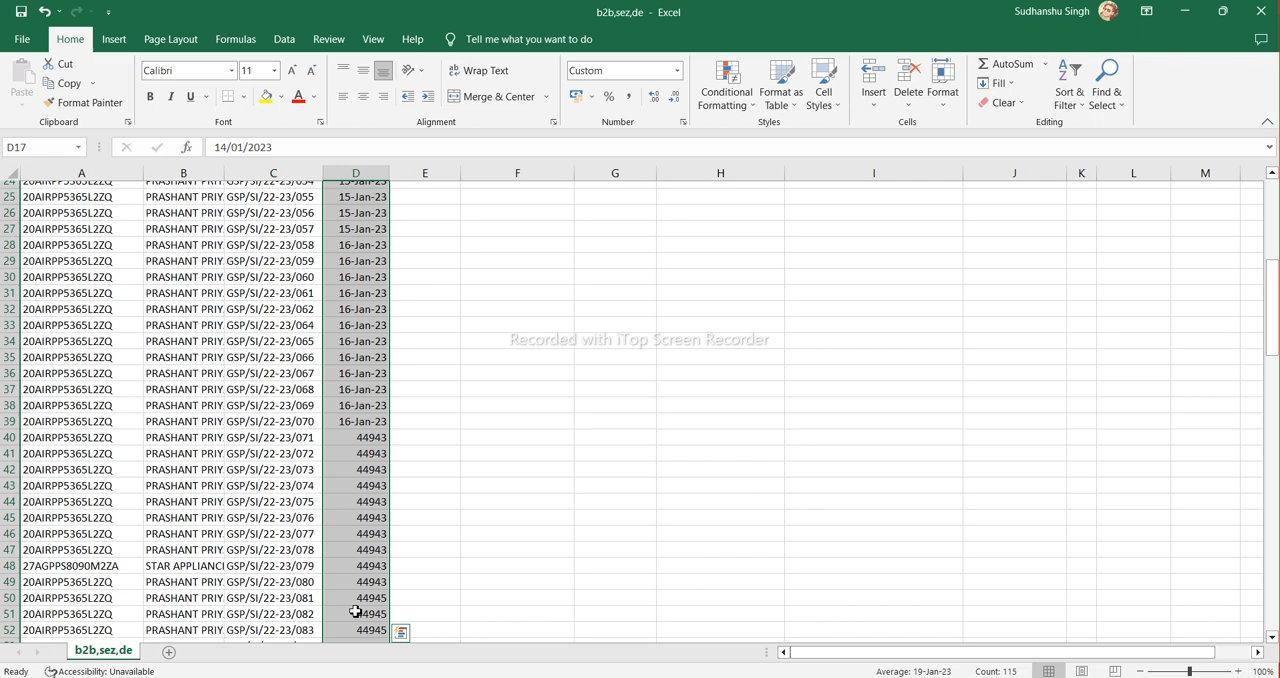 b2b,sez,de - Excel
Sudhanshu Singh
File Home Insert Page Layout Formulas Data Review View Help Tell me what you want to do
Paste Cut Copy Format Painter Clipboard
Calibri 11 B I U A Font
Wrap Text Merge & Center Alignment
Custom % , Number
Conditional Formatting Format as Table Cell Styles Styles
Insert Delete Format Cells
AutoSum Fill Clear Sort & Filter Find & Select Editing
D17 fx 14/01/2023
A B C D E F G H I J K L M
24 20AIRPP5365L2ZQ PRASHANT PRIY GSP/SI/22-23/054 15-Jan-23
25 20AIRPP5365L2ZQ PRASHANT PRIY GSP/SI/22-23/055 15-Jan-23
26 20AIRPP5365L2ZQ PRASHANT PRIY GSP/SI/22-23/056 15-Jan-23
27 20AIRPP5365L2ZQ PRASHANT PRIY GSP/SI/22-23/057 15-Jan-23
28 20AIRPP5365L2ZQ PRASHANT PRIY GSP/SI/22-23/058 16-Jan-23
29 20AIRPP5365L2ZQ PRASHANT PRIY GSP/SI/22-23/059 16-Jan-23
30 20AIRPP5365L2ZQ PRASHANT PRIY GSP/SI/22-23/060 16-Jan-23
31 20AIRPP5365L2ZQ PRASHANT PRIY GSP/SI/22-23/061 16-Jan-23
32 20AIRPP5365L2ZQ PRASHANT PRIY GSP/SI/22-23/062 16-Jan-23
33 20AIRPP5365L2ZQ PRASHANT PRIY GSP/SI/22-23/064 16-Jan-23
34 20AIRPP5365L2ZQ PRASHANT PRIY GSP/SI/22-23/065 16-Jan-23
35 20AIRPP5365L2ZQ PRASHANT PRIY GSP/SI/22-23/066 16-Jan-23
36 20AIRPP5365L2ZQ PRASHANT PRIY GSP/SI/22-23/067 16-Jan-23
37 20AIRPP5365L2ZQ PRASHANT PRIY GSP/SI/22-23/068 16-Jan-23
38 20AIRPP5365L2ZQ PRASHANT PRIY GSP/SI/22-23/069 16-Jan-23
39 20AIRPP5365L2ZQ PRASHANT PRIY GSP/SI/22-23/070 16-Jan-23
40 20AIRPP5365L2ZQ PRASHANT PRIY GSP/SI/22-23/071 44943
41 20AIRPP5365L2ZQ PRASHANT PRIY GSP/SI/22-23/072 44943
42 20AIRPP5365L2ZQ PRASHANT PRIY GSP/SI/22-23/073 44943
43 20AIRPP5365L2ZQ PRASHANT PRIY GSP/SI/22-23/074 44943
44 20AIRPP5365L2ZQ PRASHANT PRIY GSP/SI/22-23/075 44943
45 20AIRPP5365L2ZQ PRASHANT PRIY GSP/SI/22-23/076 44943
46 20AIRPP5365L2ZQ PRASHANT PRIY GSP/SI/22-23/077 44943
47 20AIRPP5365L2ZQ PRASHANT PRIY GSP/SI/22-23/078 44943
48 27AGPPS8090M2ZA STAR APPLIANCI GSP/SI/22-23/079 44943
49 20AIRPP5365L2ZQ PRASHANT PRIY GSP/SI/22-23/080 44943
50 20AIRPP5365L2ZQ PRASHANT PRIY GSP/SI/22-23/081 44945
51 20AIRPP5365L2ZQ PRASHANT PRIY GSP/SI/22-23/082 44945
52 20AIRPP5365L2ZQ PRASHANT PRIY GSP/SI/22-23/083 44945
Recorded with iTop Screen Recorder
b2b,sez,de
Ready Accessibility: Unavailable Average: 19-Jan-23 Count: 115 100%